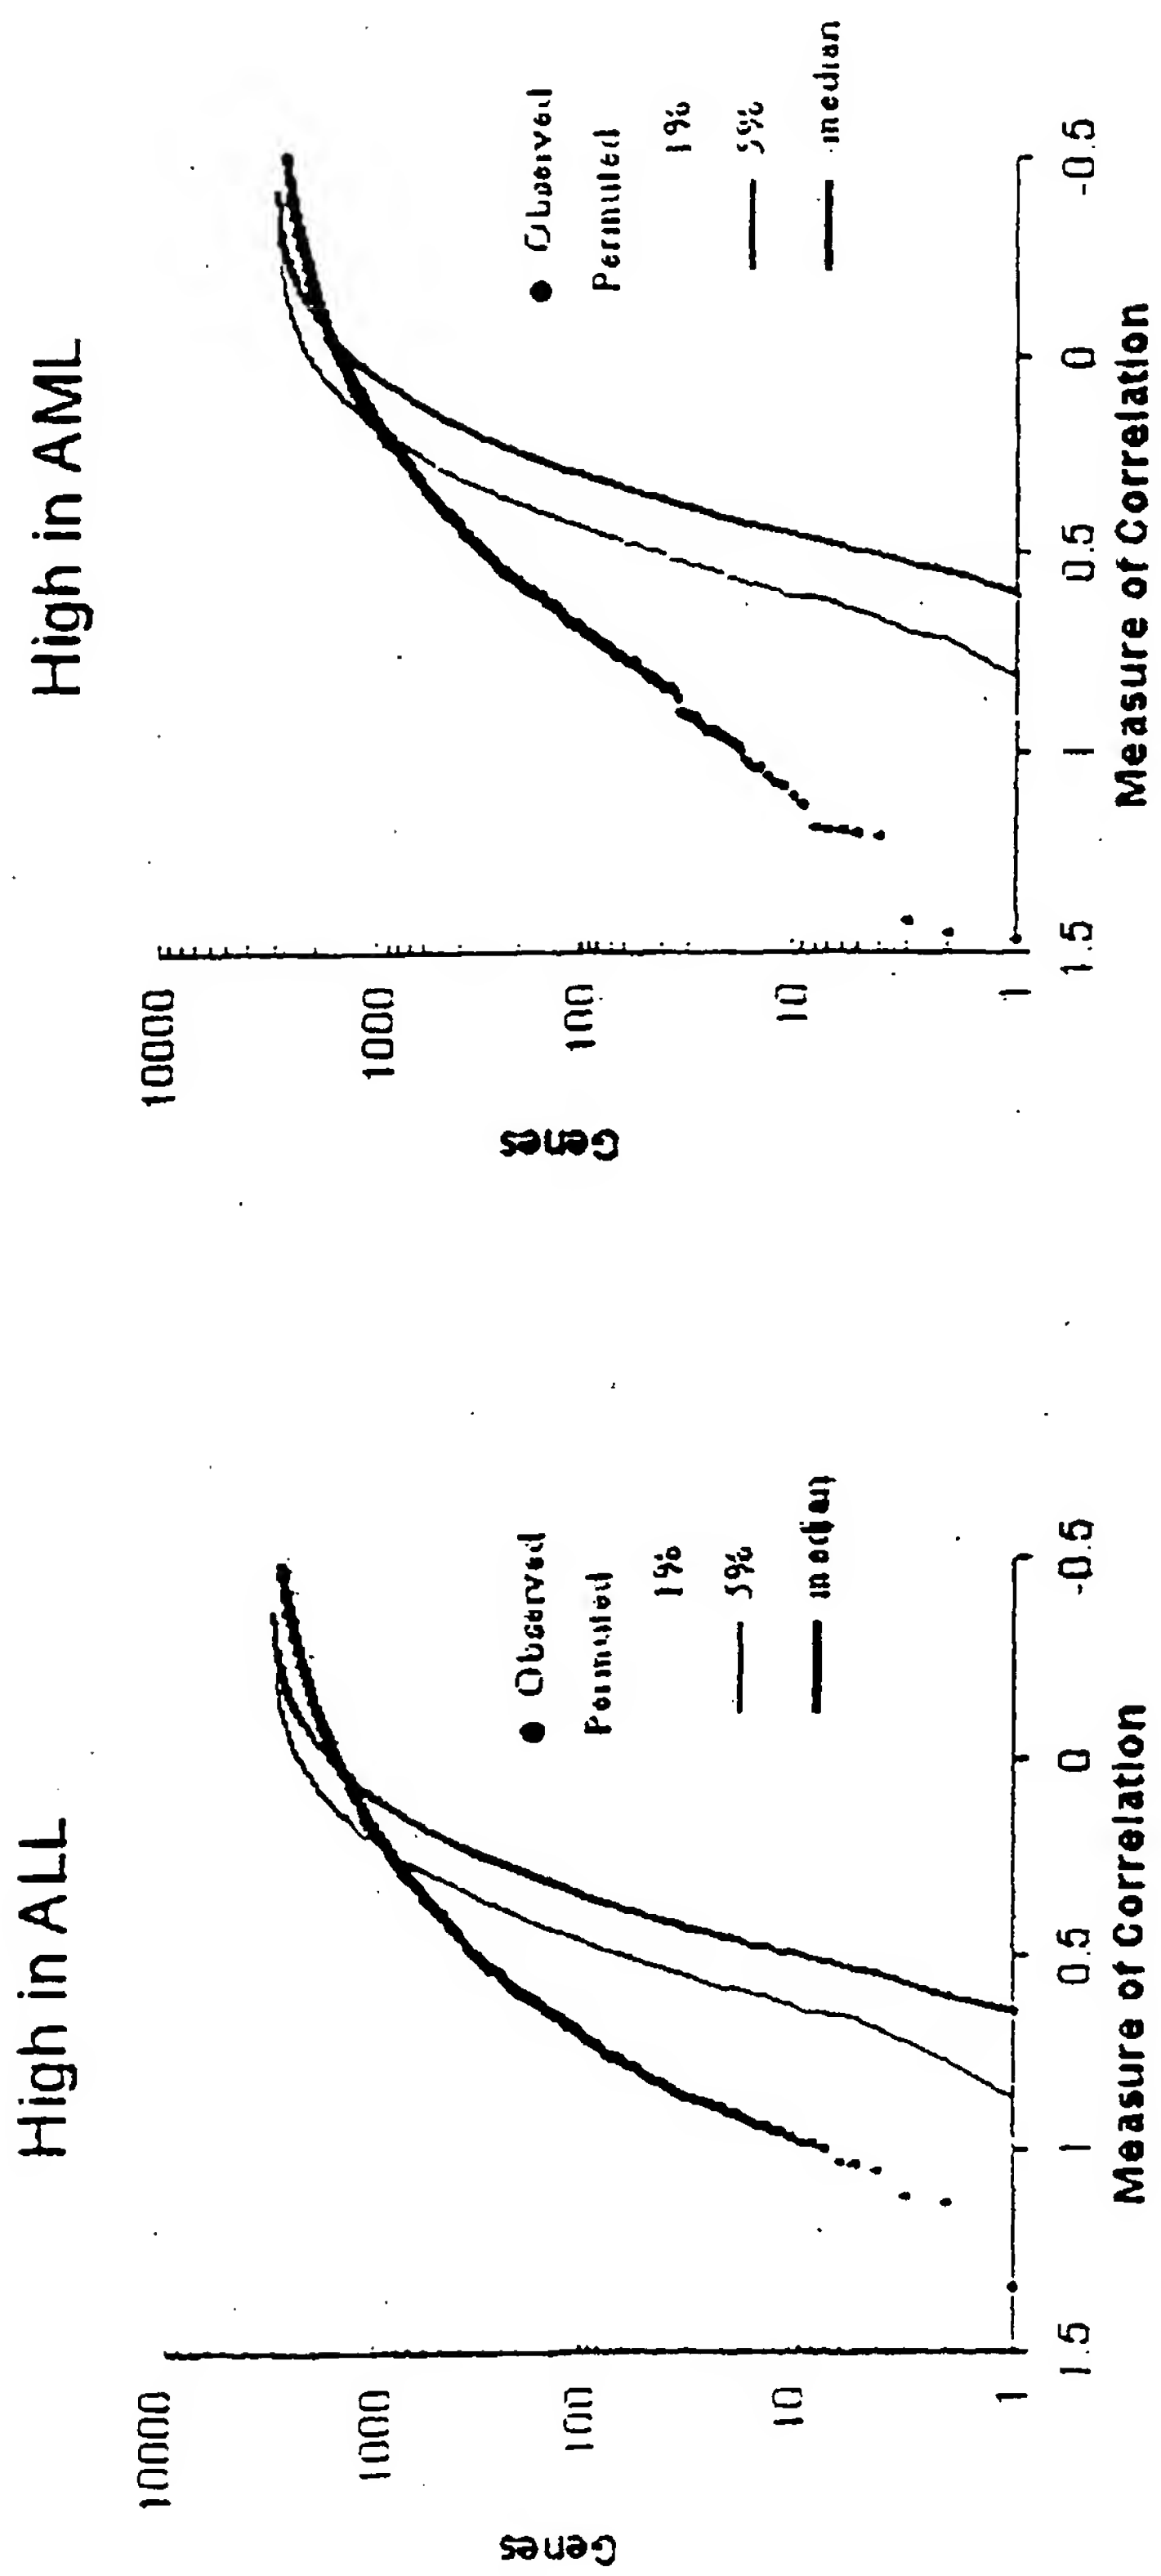 High in ALL
Genes
10000
1000
100
10
1
1.5
1
0.5
0
-0.5
Measure of Correlation
Observed
Permuted
1%
5%
median
High in AML
Genes
10000
1000
100
10
1
1.5
1
0.5
0
-0.5
Measure of Correlation
Observed
Permuted
1%
5%
median